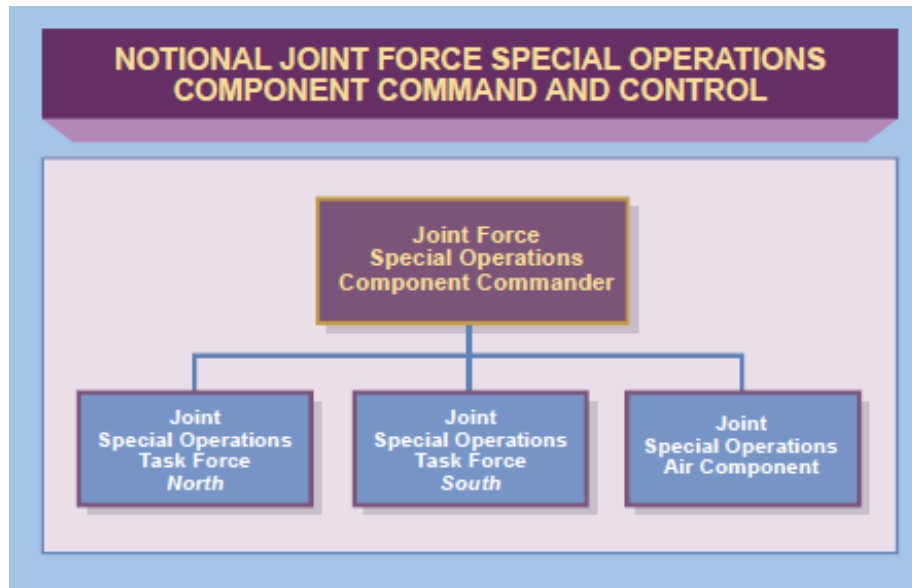 NOTIONAL JOINT FORCE SPECIAL OPERATIONS
COMPONENT COMMAND AND CONTROL
Joint Force
Special Operations
Component Commander
Joint
Special Operations
Task Force
North
Joint
Special Operations
Task Force
South
Joint
Special Operations
Air Component